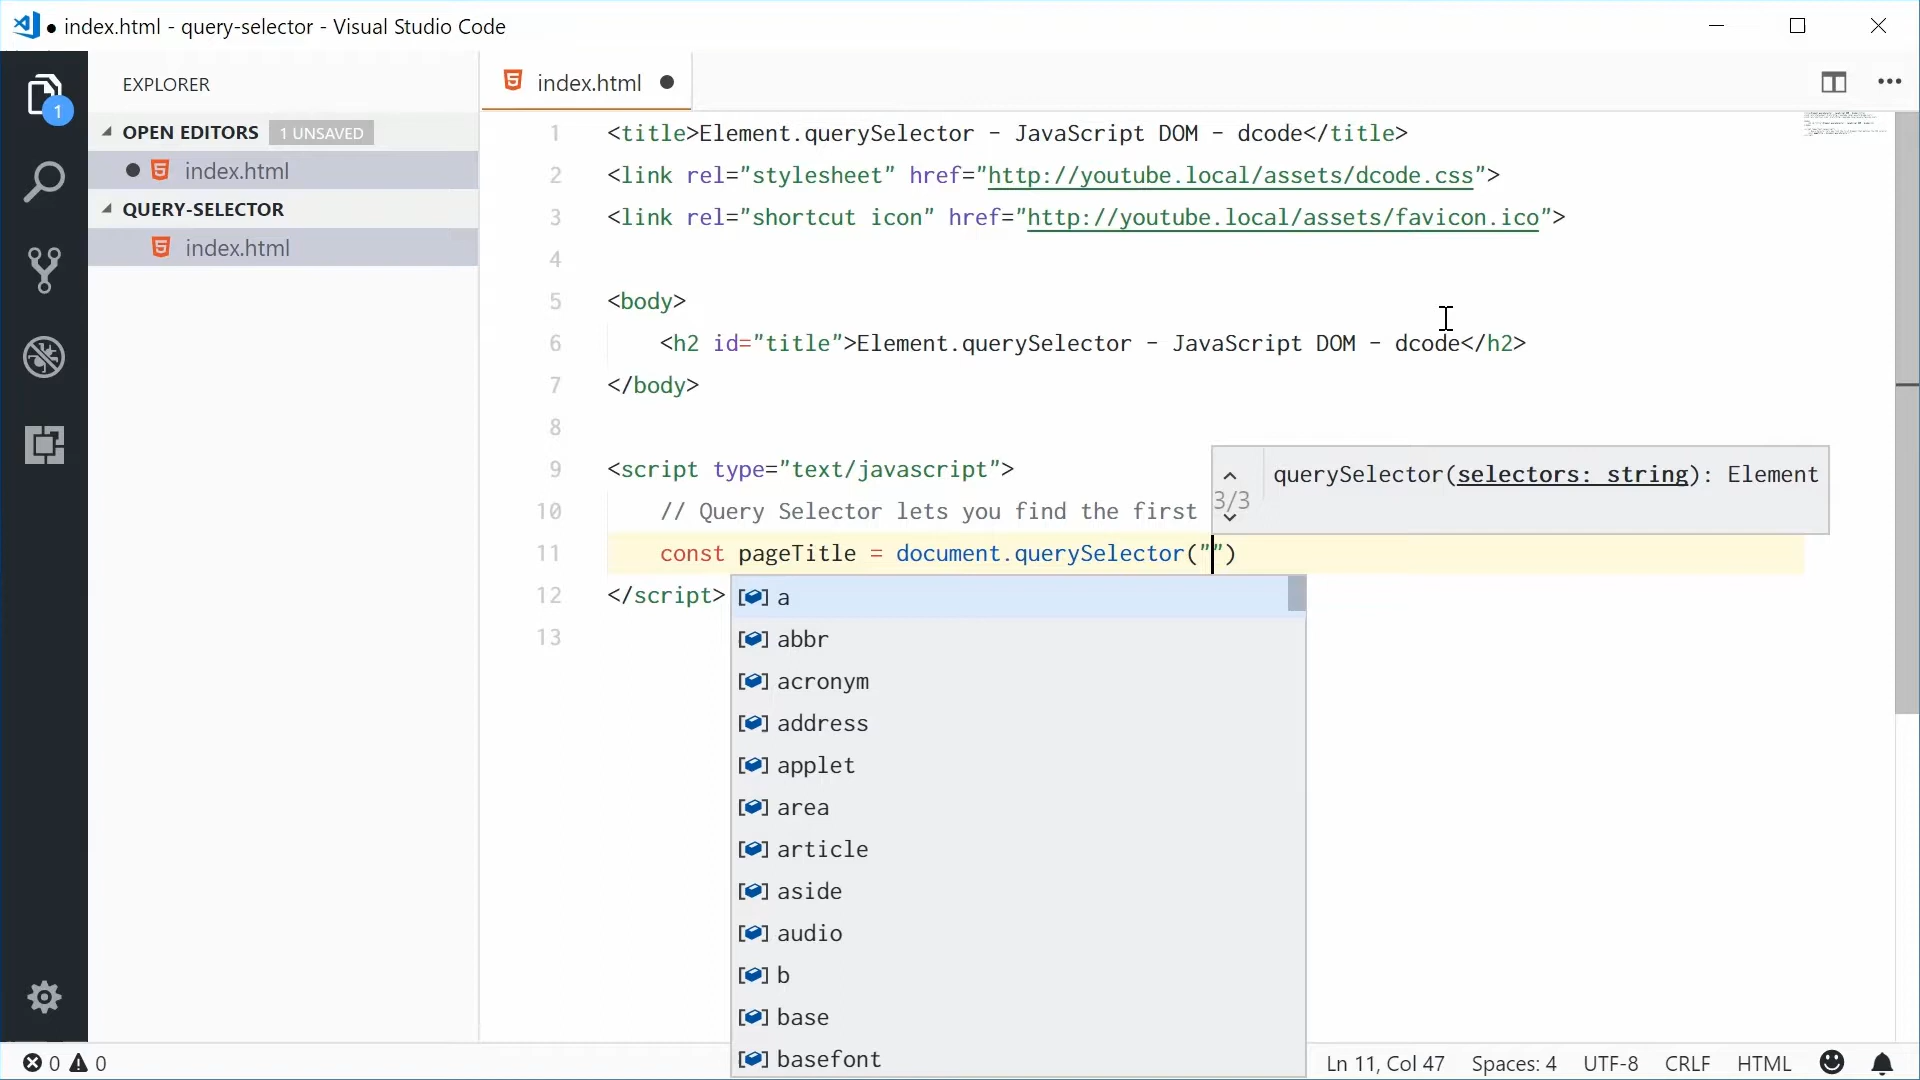 index.html - query-selector - Visual Studio Code
EXPLORER
OPEN EDITORS 1 UNSAVED
index.html
QUERY-SELECTOR
index.html
1
index.html
1 <title>Element.querySelector - JavaScript DOM - dcode</title>
2 <link rel="stylesheet" href="http://youtube.local/assets/dcode.css">
3 <link rel="shortcut icon" href="http://youtube.local/assets/favicon.ico">
4
5 <body>
6 <h2 id="title">Element.querySelector - JavaScript DOM - dcode</h2>
7 </body>
8
9 <script type="text/javascript">
10 // Query Selector lets you find the first
11 const pageTitle = document.querySelector("")
12 </script>
13
querySelector(selectors: string): Element
3/3
a
abbr
acronym
address
applet
area
article
aside
audio
b
base
basefont
0 0
Ln 11, Col 47 Spaces: 4 UTF-8 CRLF HTML